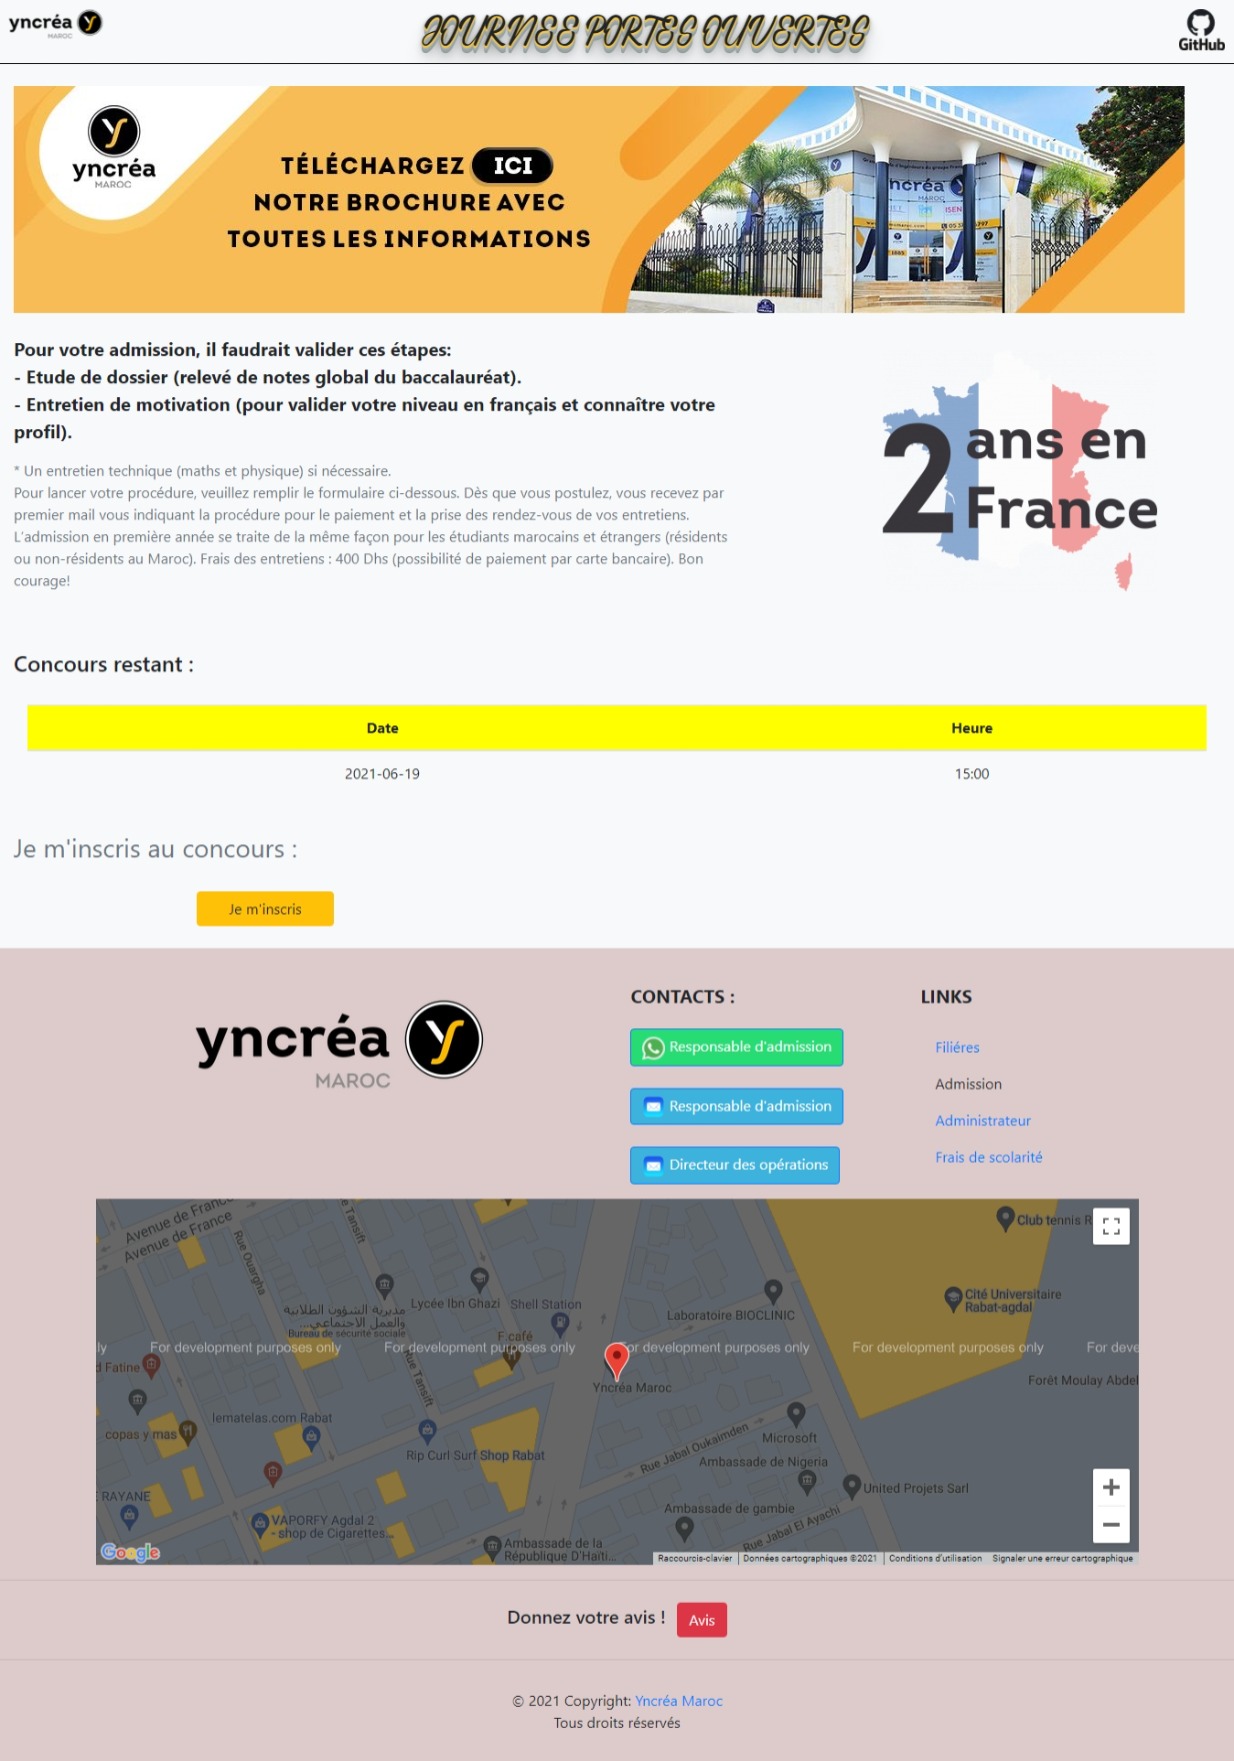 yncréa
MAROC
JOURNEE PORTES OUVERTES
GitHub
yncréa
MAROC
TÉLÉCHARGEZ ICI
NOTRE BROCHURE AVEC
TOUTES LES INFORMATIONS
ncréa
MAROC
ISEN
Pour votre admission, il faudrait valider ces étapes:
- Etude de dossier (relevé de notes global du baccalauréat).
- Entretien de motivation (pour valider votre niveau en français et connaître votre
profil).
* Un entretien technique (maths et physique) si nécessaire.
Pour lancer votre procédure, veuillez remplir le formulaire ci-dessous. Dès que vous postulez, vous recevez par
premier mail vous indiquant la procédure pour le paiement et la prise des rendez-vous de vos entretiens.
L'admission en première année se traite de la même façon pour les étudiants marocains et étrangers (résidents
ou non-résidents au Maroc). Frais des entretiens : 400 Dhs (possibilité de paiement par carte bancaire). Bon
courage!
2 ans en
France
Concours restant :
Date Heure
2021-06-19 15:00
Je m'inscris au concours :
Je m'inscris
yncréa
MAROC
CONTACTS :
Responsable d'admission
Responsable d'admission
Directeur des opérations
LINKS
Filiéres
Admission
Administrateur
Frais de scolarité
Avenue de France
Avenue de France
Rue Ouargha
e Tansift
Club tennis R
مديرية الشؤون الطلابية
والعمل الاجتماعي...
Bureau de sécurité sociale
Lycée Ibn Ghazi
Shell Station
Laboratoire BIOCLINIC
Cité Universitaire
Rabat-agdal
F.café
ly
For development purposes only
For development purposes only
or development purposes only
For development purposes only
For deve
d Fatine
Rue Tansift
Yncréa Maroc
Forêt Moulay Abdel
lematelas.com Rabat
copas y mas
Rip Curl Surf Shop Rabat
Rue Jabal Oukaimden
Microsoft
Ambassade de Nigeria
United Projets Sarl
RAYANE
Ambassade de gambie
VAPORFY Agdal 2
- shop de Cigarettes...
Rue Jabal El Ayachi
Ambassade de la
République D'Haïti...
Google
Raccourcis-clavier
Données cartographiques ©2021
Conditions d'utilisation
Signaler une erreur cartographique
Donnez votre avis ! Avis
© 2021 Copyright: Yncréa Maroc
Tous droits réservés